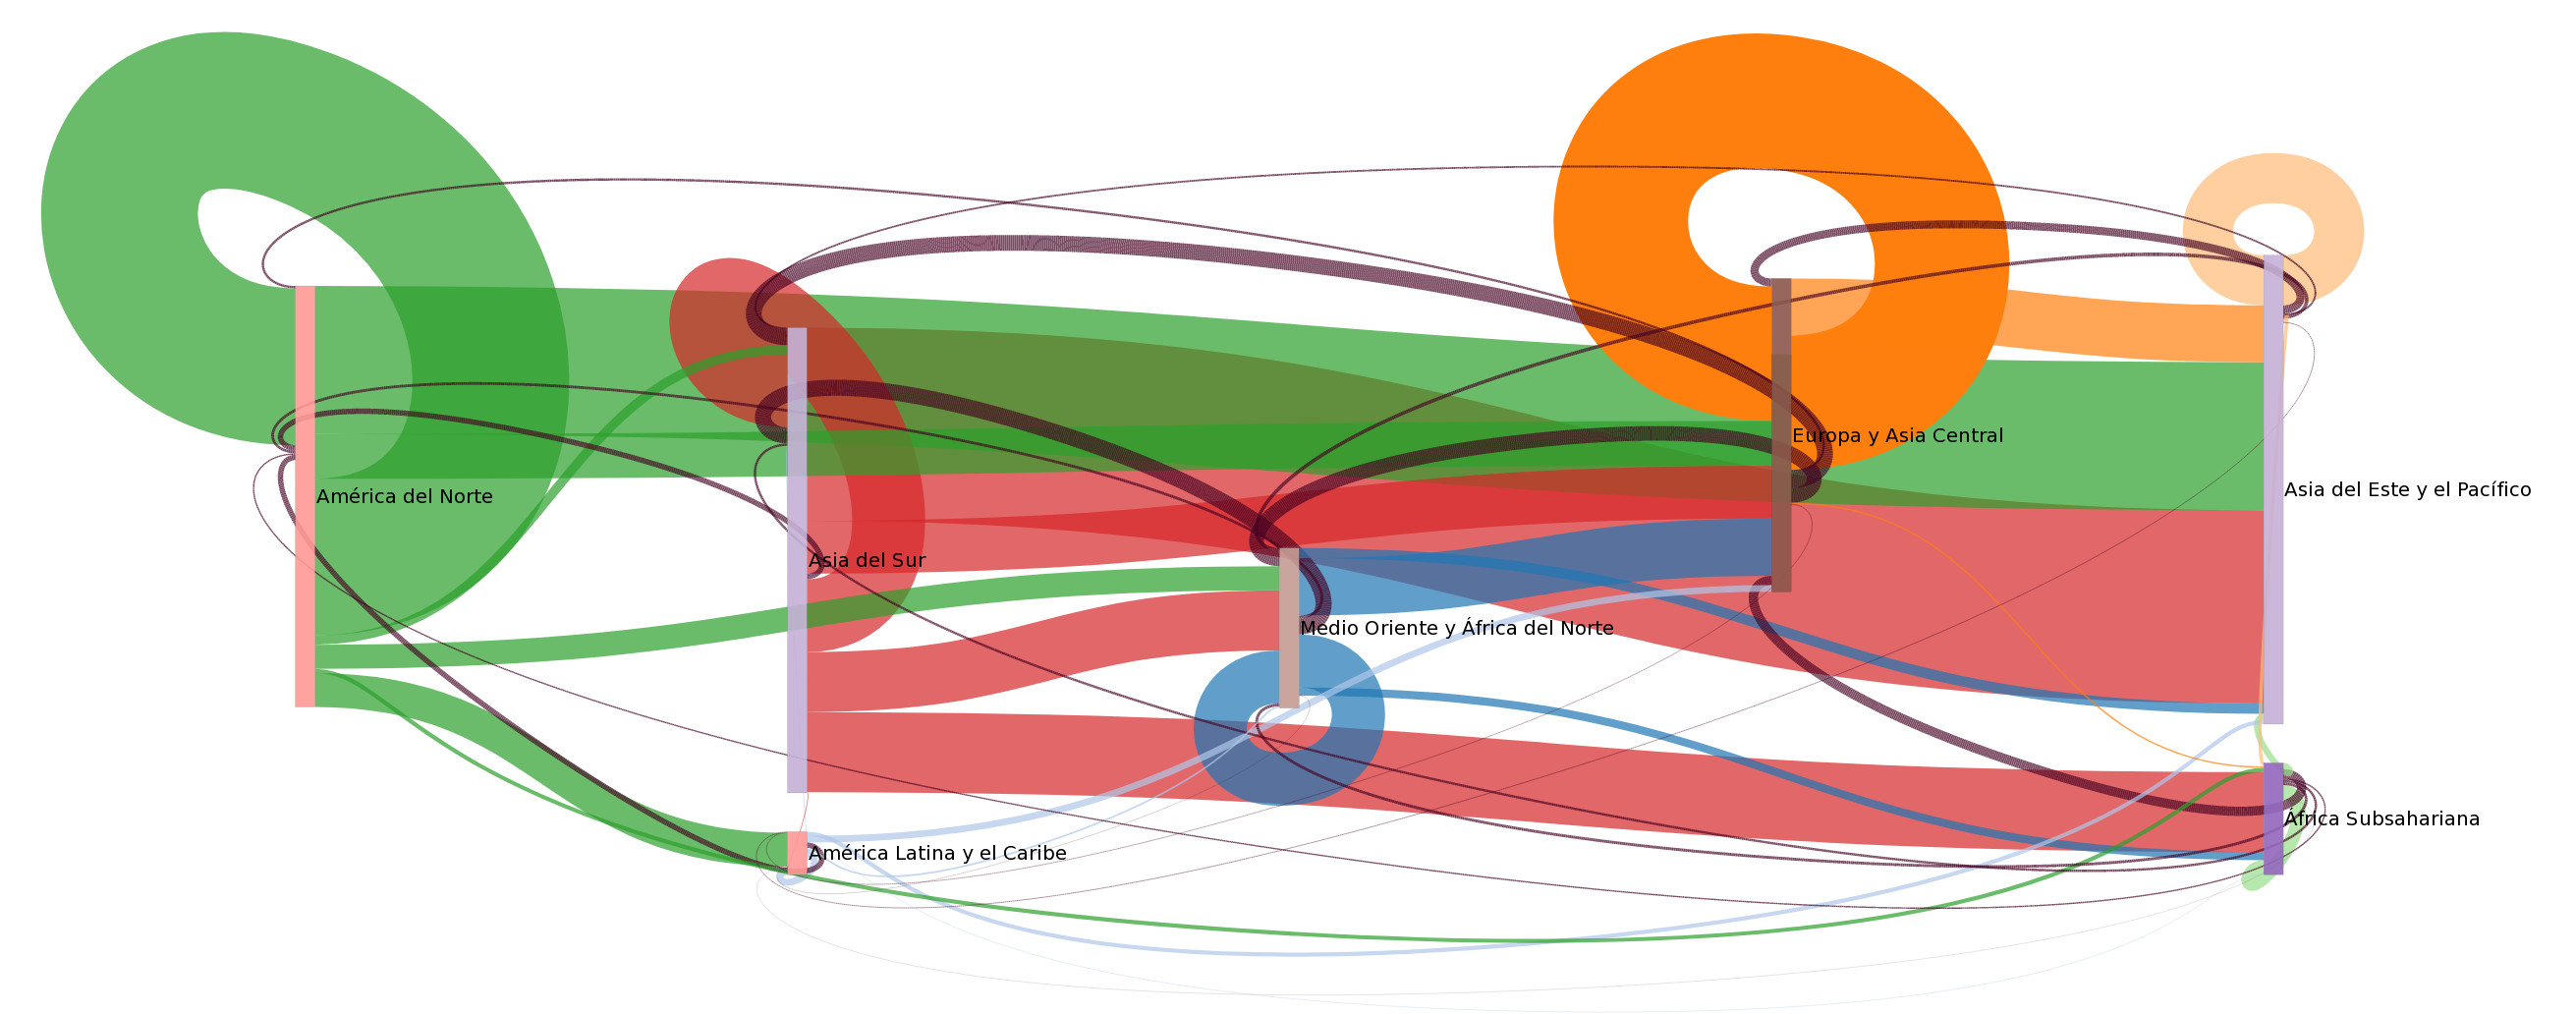 América del Norte
Asia del Sur
América Latina y el Caribe
Medio Oriente y África del Norte
Europa y Asia Central
Asia del Este y el Pacífico
África Subsahariana